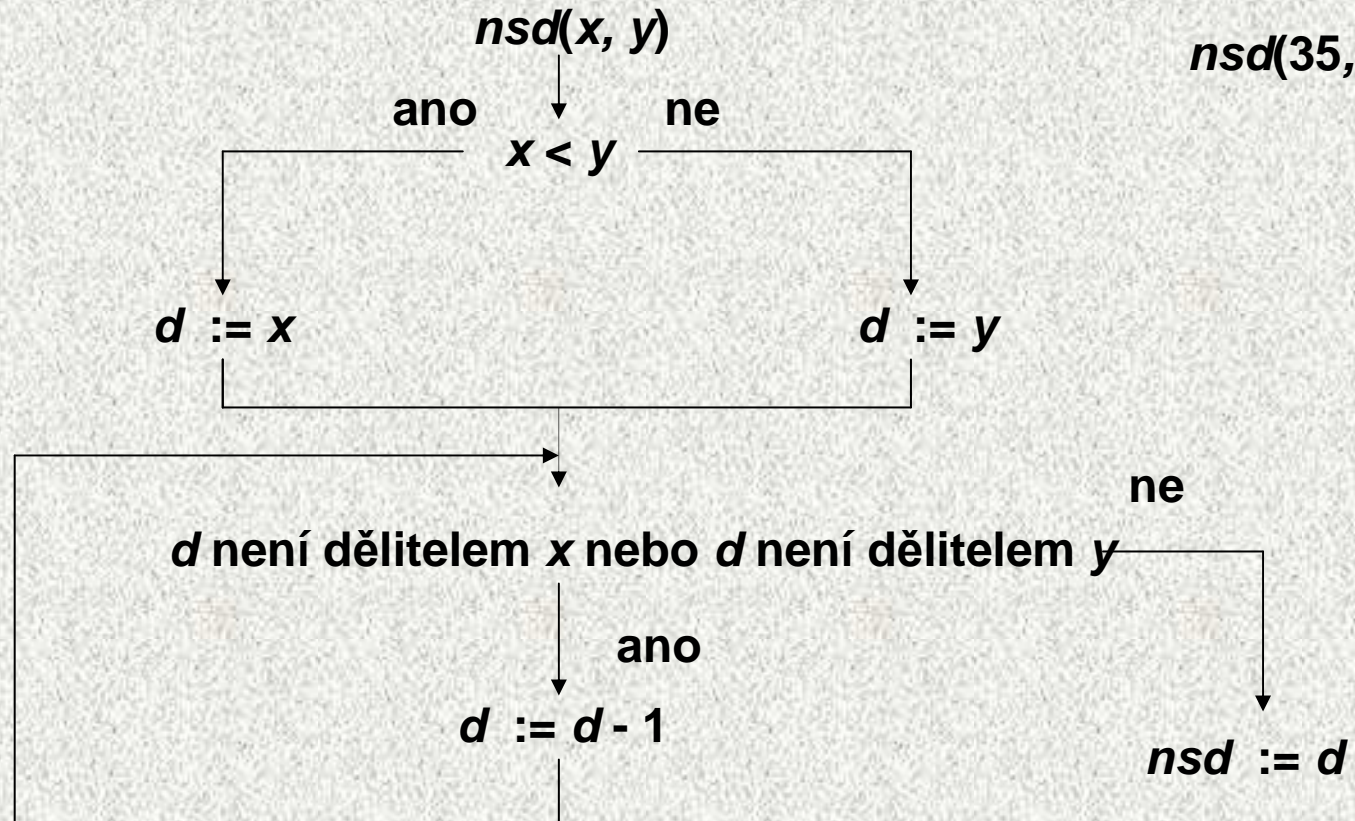 nsd(x, y)
nsd(35,
ano ne
x < y
d := x d := y
ne
d není dělitelem x nebo d není dělitelem y
ano
d := d - 1
nsd := d